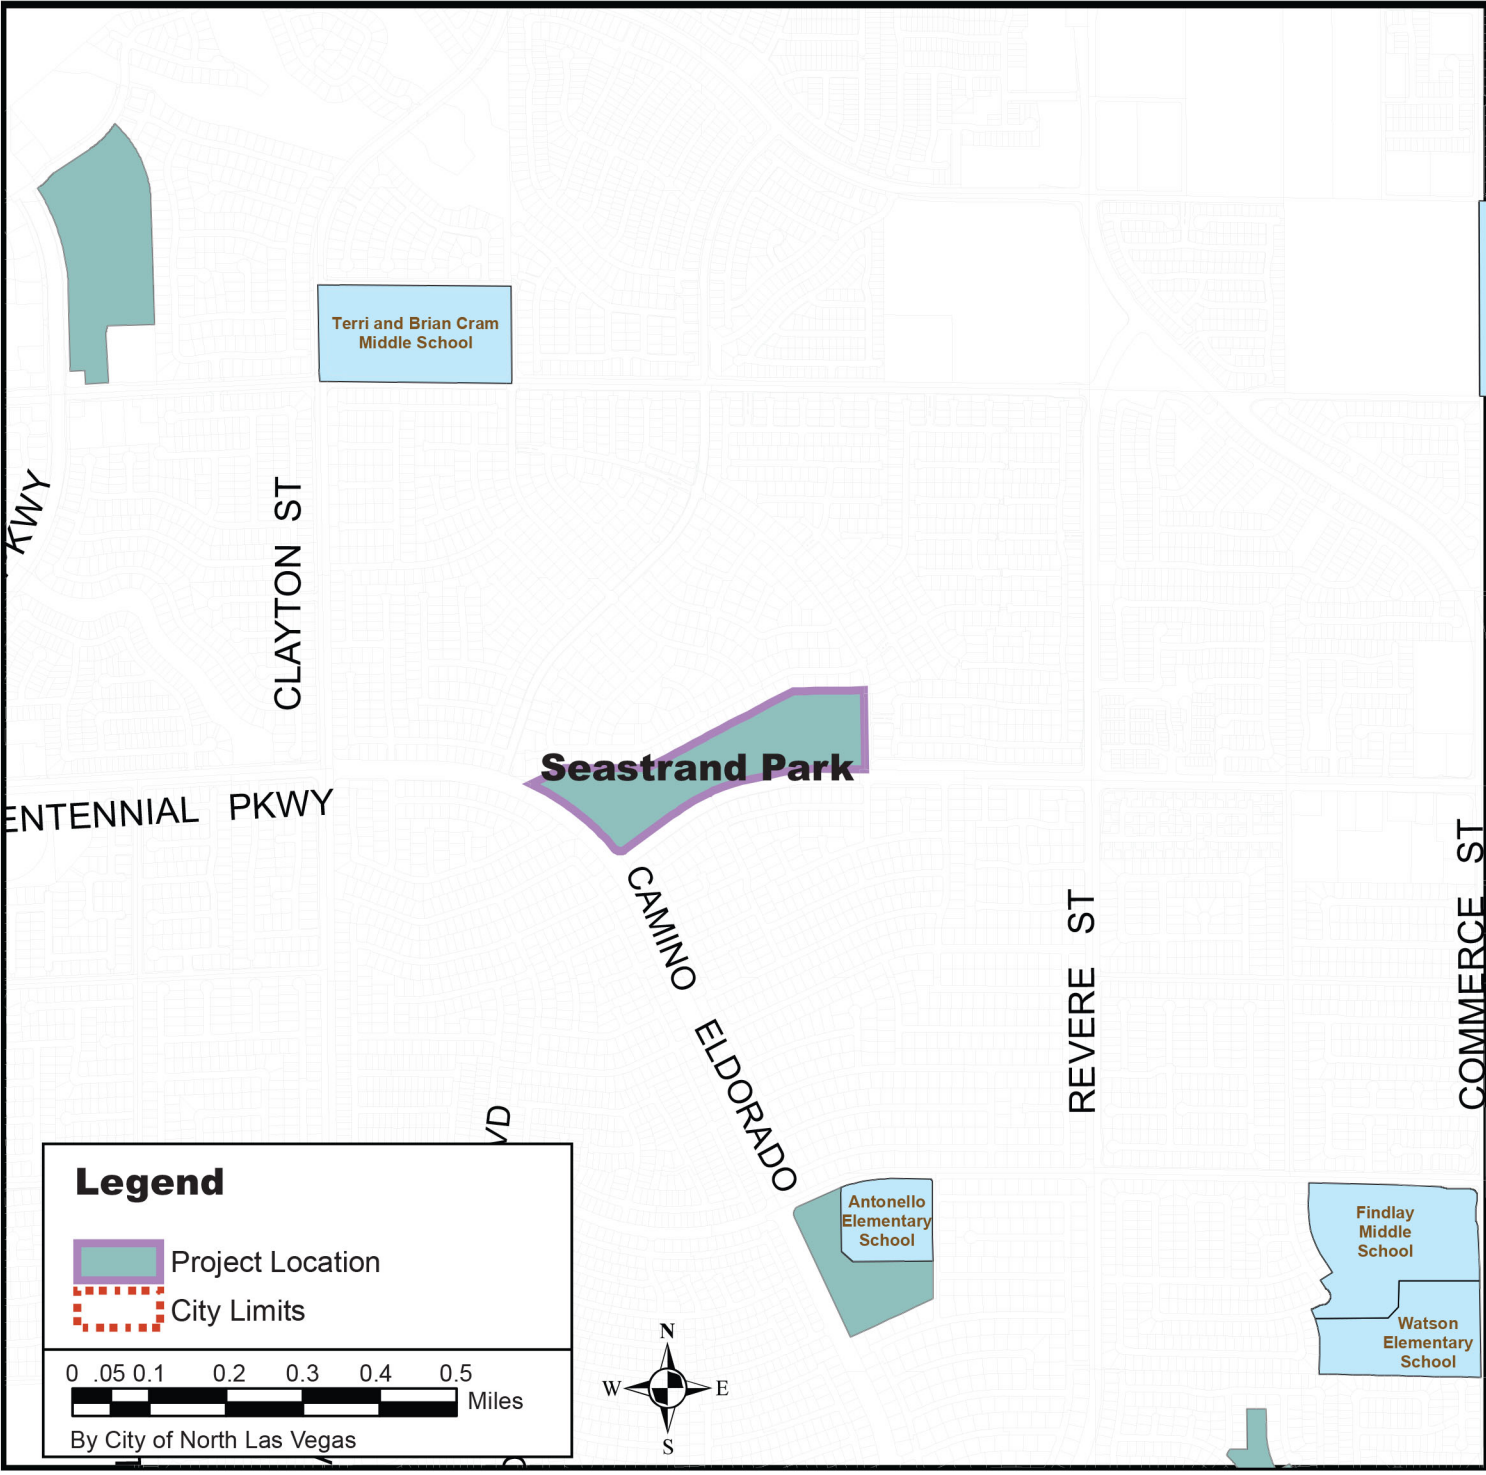 Terri and Brian Cram
Middle School
PKWY
CLAYTON ST
Seastrand Park
ENTENNIAL PKWY
CAMINO ELDORADO
REVERE ST
COMMERCE ST
VD
Antonello
Elementary
School
Findlay
Middle
School
Watson
Elementary
School
Legend
Project Location
City Limits
0 .05 0.1 0.2 0.3 0.4 0.5
Miles
By City of North Las Vegas
N
W E
S